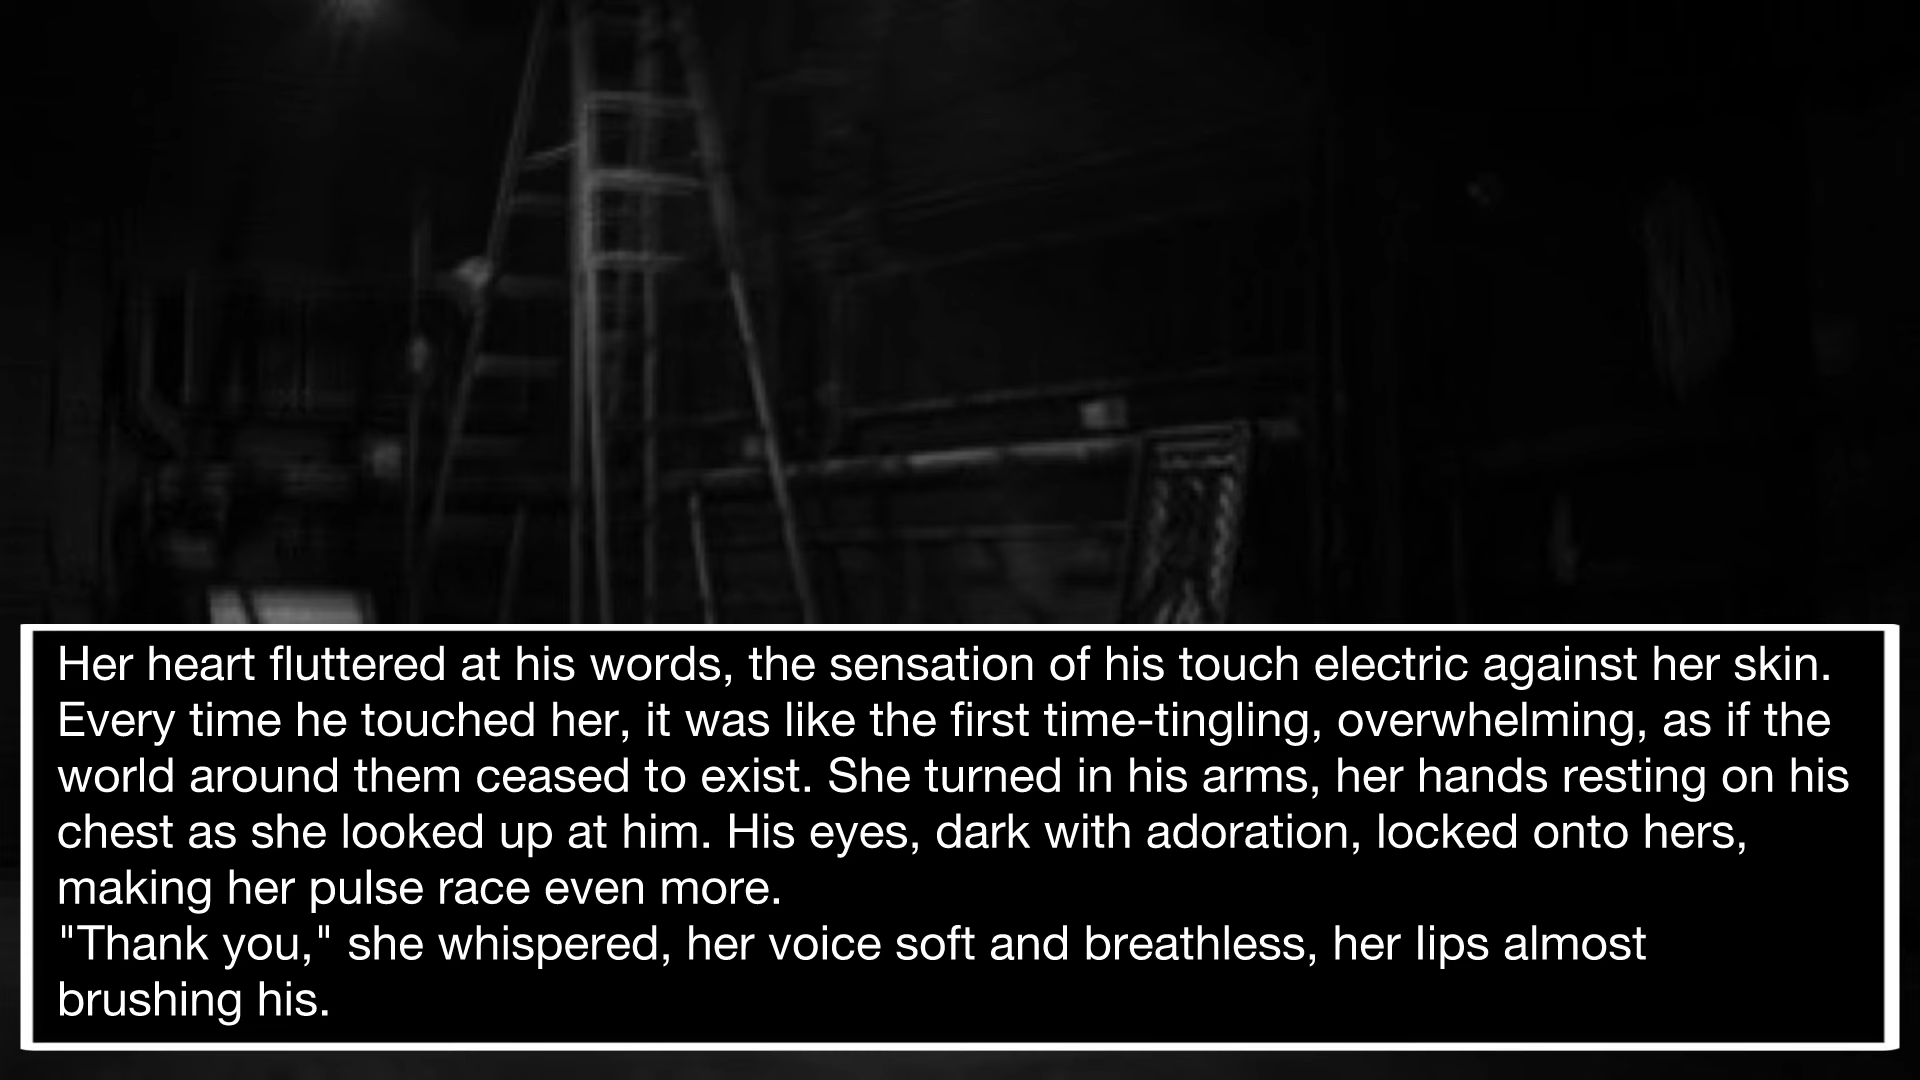 Her heart fluttered at his words, the sensation of his touch electric against her skin.
Every time he touched her, it was like the first time-tingling, overwhelming, as if the
world around them ceased to exist. She turned in his arms, her hands resting on his
chest as she looked up at him. His eyes, dark with adoration, locked onto hers,
making her pulse race even more.
"Thank you," she whispered, her voice soft and breathless, her lips almost
brushing his.